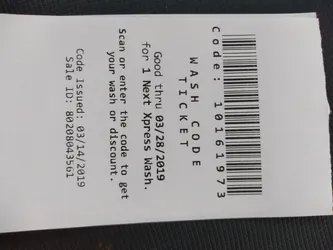 Code: 10161973
WASH CODE
TICKET
Good thru 03/28/2019
for 1 Next Xpress Wash.
Scan or enter the code to get
your wash or discount.
Code Issued: 03/14/2019
Sale ID: 80208043561